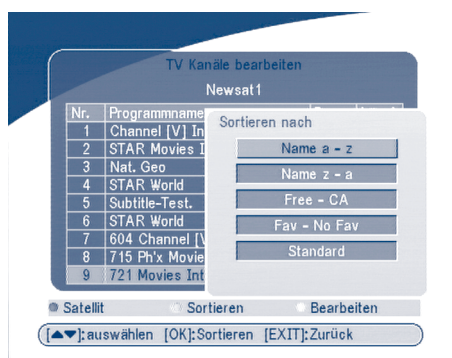 TV Kanäle bearbeiten
Newsat1
Nr. Programmname
1 Channel [V] In
2 STAR Movies I
3 Nat. Geo
4 STAR World
5 Subtitle-Test.
6 STAR World
7 604 Channel [V
8 715 Ph'x Movie
9 721 Movies Int
Sortieren nach
Name a - z
Name z - a
Free - CA
Fav - No Fav
Standard
Satellit Sortieren Bearbeiten
[▲▼]:auswählen [OK]:Sortieren [EXIT]:Zurück